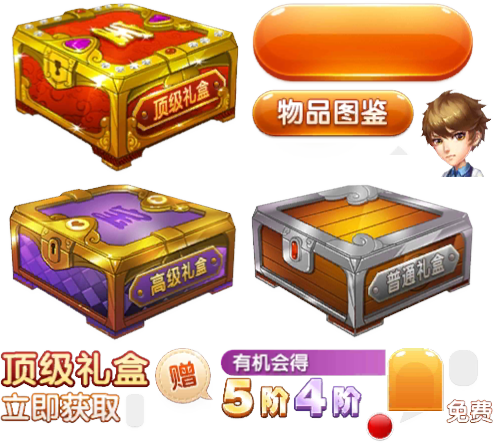 顶级礼盒
物品图鉴
高级礼盒
普通礼盒
顶级礼盒
立即获取
赠
有机会得
5阶4阶
免费